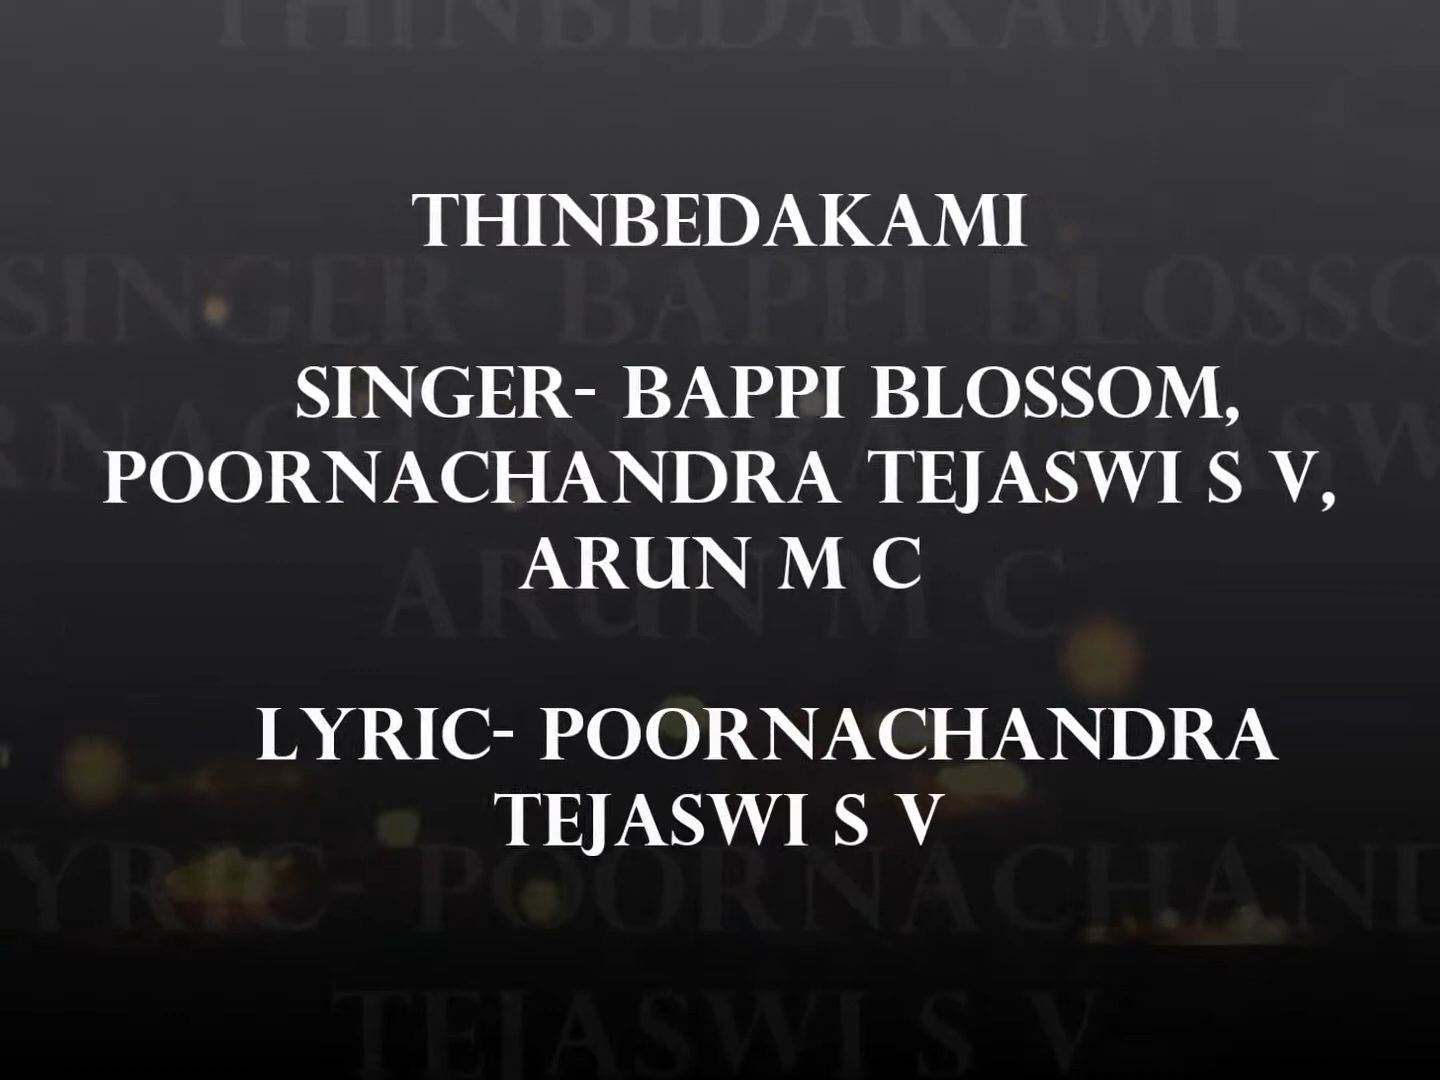 THINBEDAKAMI
SINGER- BAPPI BLOSSOM,
POORNACHANDRA TEJASWI S V,
ARUN M C
LYRIC- POORNACHANDRA
TEJASWI S V